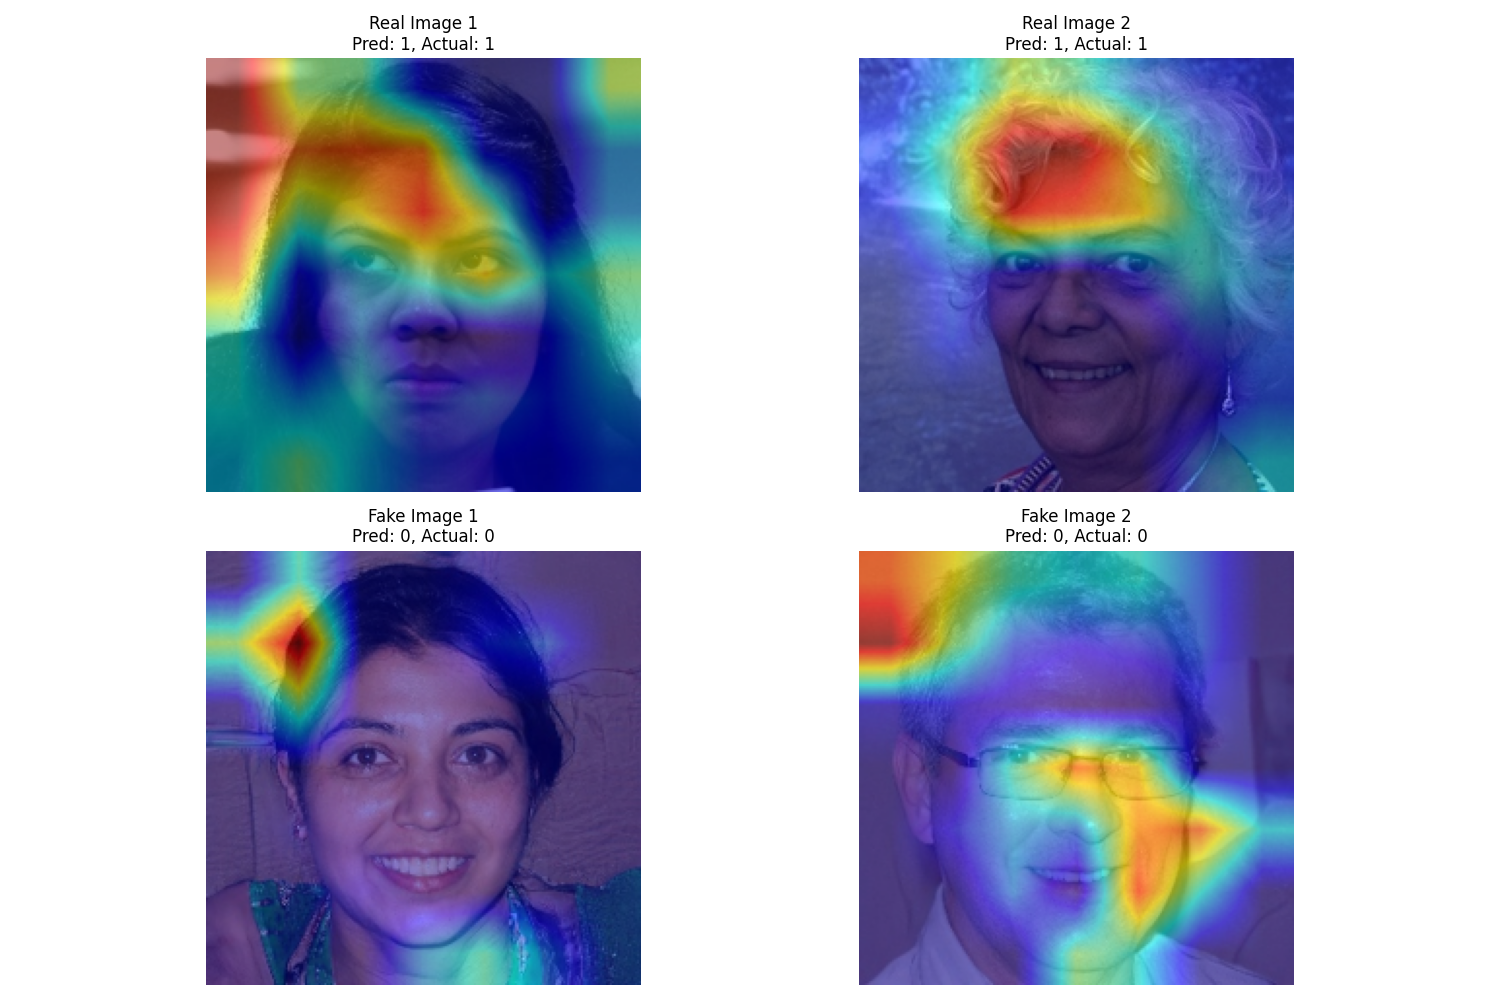 Real Image 1
Pred: 1, Actual: 1
Real Image 2
Pred: 1, Actual: 1
Fake Image 1
Pred: 0, Actual: 0
Fake Image 2
Pred: 0, Actual: 0